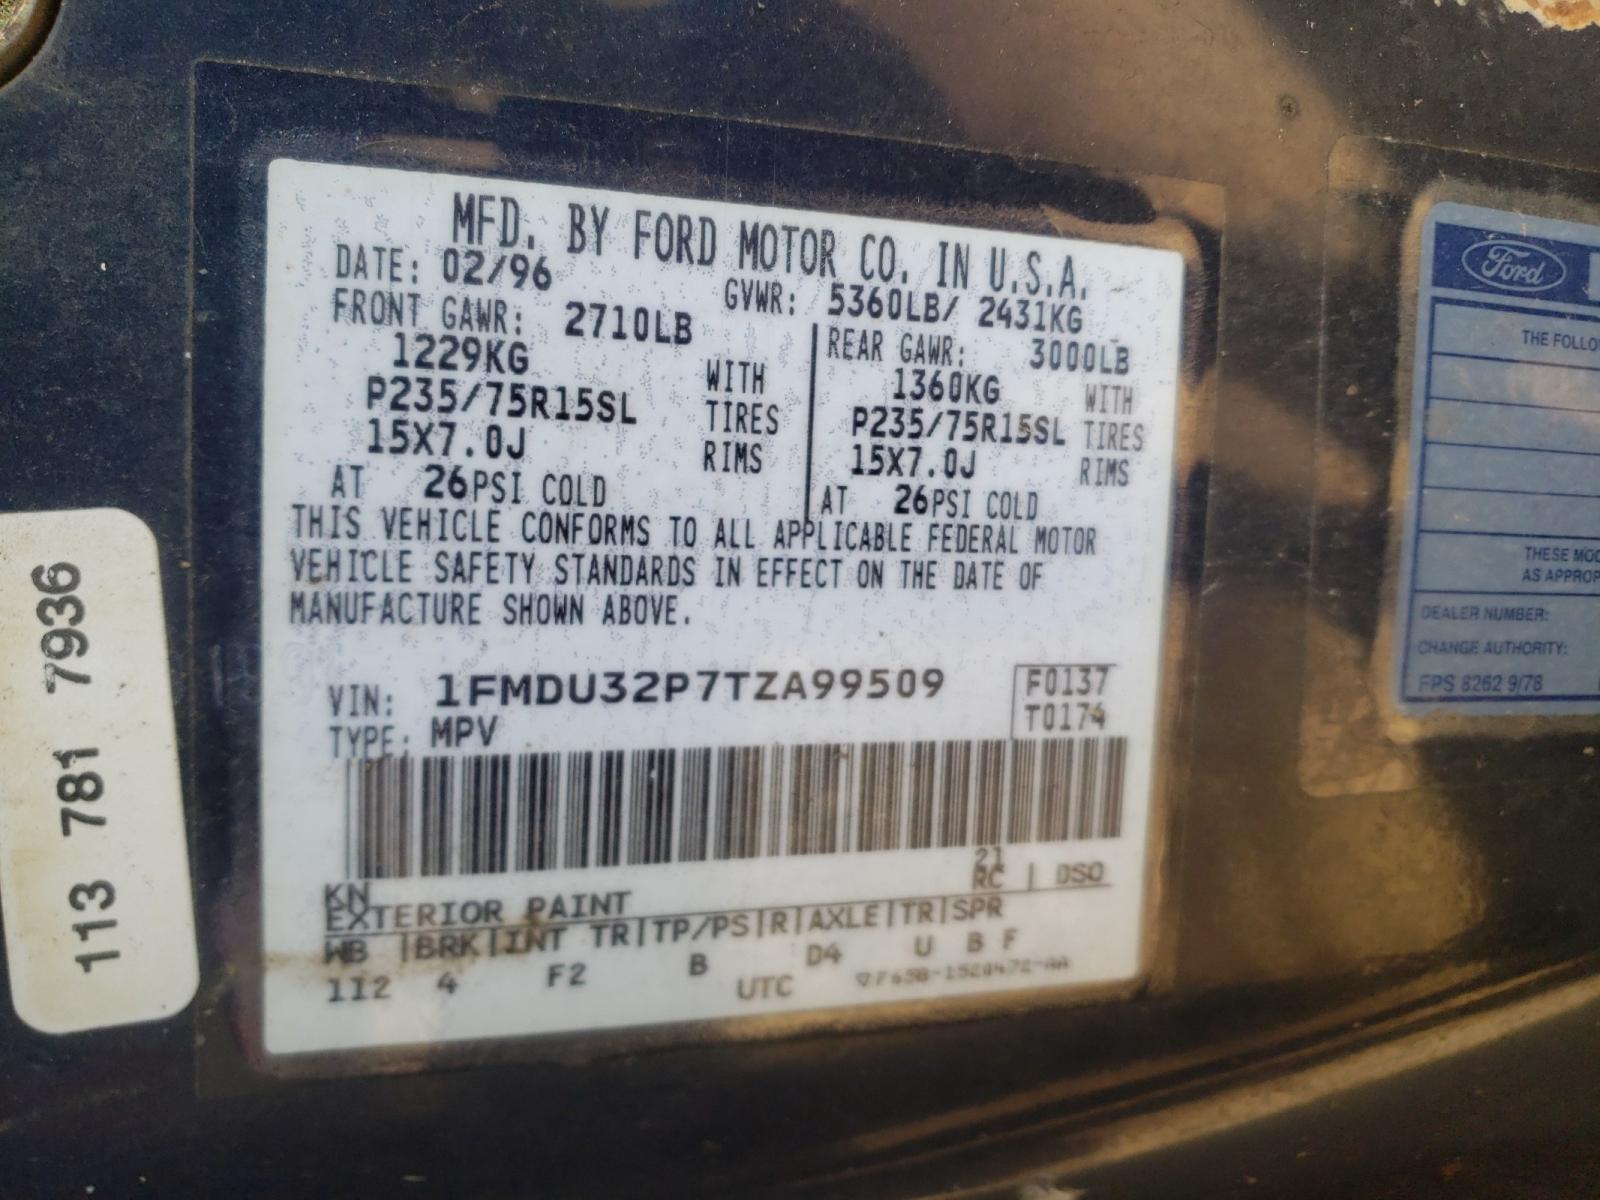 MFD. BY FORD MOTOR CO. IN U.S.A.
DATE: 02/96 GVWR: 5360LB/ 2431KG
FRONT GAWR: 2710LB
1229KG WITH
P235/75R15SL TIRES
15X7.0J RIMS
AT 26PSI COLD
REAR GAWR: 3000LB
1360KG WITH
P235/75R15SL TIRES
15X7.0J RIMS
AT 26PSI COLD
THIS VEHICLE CONFORMS TO ALL APPLICABLE FEDERAL MOTOR
VEHICLE SAFETY STANDARDS IN EFFECT ON THE DATE OF
MANUFACTURE SHOWN ABOVE.
VIN: 1FMDU32P7TZA99509
TYPE: MPV
F0137
T0174
21
KN RC | DSO
EXTERIOR PAINT
WB |BRK|INT TR|TP/PS|R|AXLE|TR|SPR
112 4 F2 B D4 U B F
UTC
113 781 7936
Ford
THE FOLLO
THESE MOD
AS APPROP
DEALER NUMBER:
CHANGE AUTHORITY:
FPS 8262 9/78